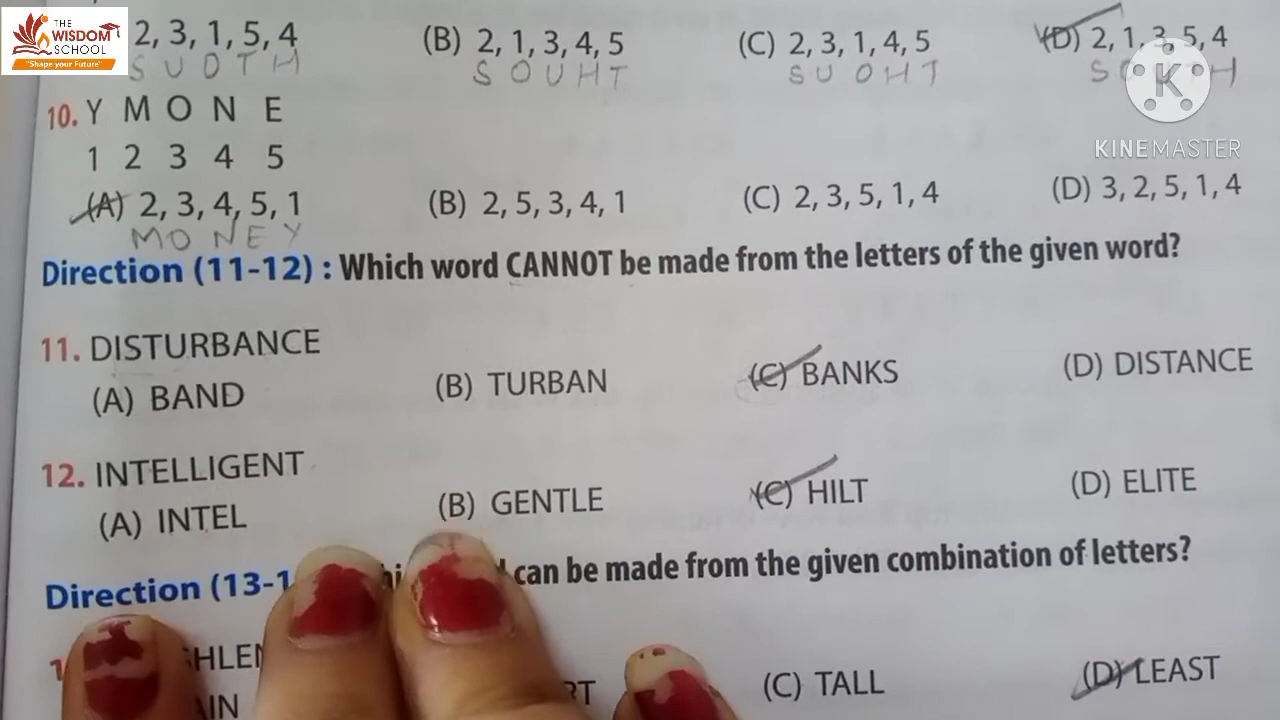 THE
WISDOM
SCHOOL
"Shape your Future"
2, 3, 1, 5, 4 (B) 2, 1, 3, 4, 5 (C) 2, 3, 1, 4, 5 (D) 2, 1, 3, 5, 4
S U O T H S O U H T S U O H T
K
KINEMASTER
10. Y M O N E
1 2 3 4 5
(A) 2, 3, 4, 5, 1 (B) 2, 5, 3, 4, 1 (C) 2, 3, 5, 1, 4 (D) 3, 2, 5, 1, 4
M O N E Y
Direction (11-12) : Which word CANNOT be made from the letters of the given word?
11. DISTURBANCE
(A) BAND (B) TURBAN (C) BANKS (D) DISTANCE
12. INTELLIGENT
(A) INTEL (B) GENTLE (C) HILT (D) ELITE
Direction (13-1 can be made from the given combination of letters?
(C) TALL (D) LEAST